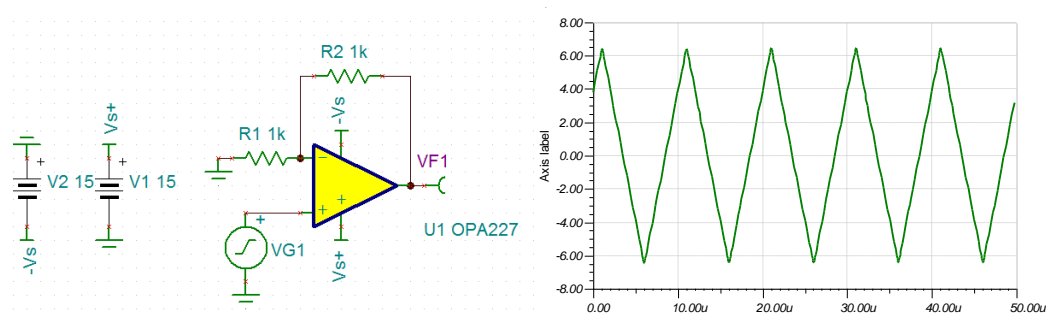 R2 1k
-Vs
Vs+
R1 1k
VF1
+
V2 15
+
V1 15
-
+
+
U1 OPA227
+
VG1
-Vs
Vs+
Axis label
8.00
6.00
4.00
2.00
0.00
-2.00
-4.00
-6.00
-8.00
0.00 10.00u 20.00u 30.00u 40.00u 50.00u